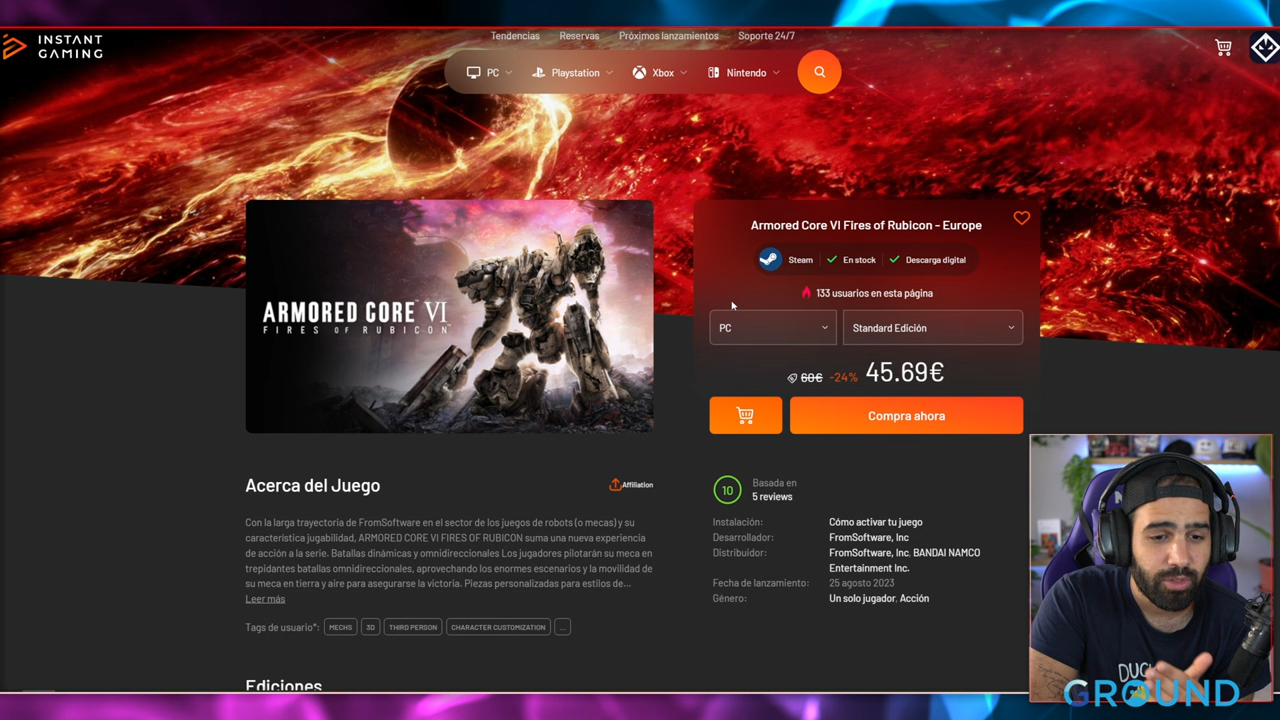 INSTANT
GAMING
Tendencias Reservas Próximos lanzamientos Soporte 24/7
PC Playstation Xbox Nintendo
ARMORED CORE VI
FIRES OF RUBICON
Armored Core VI Fires of Rubicon - Europe
Steam En stock Descarga digital
133 usuarios en esta página
PC Standard Edición
60€ -24% 45.69€
Compra ahora
Acerca del Juego
Affiliation
Con la larga trayectoria de FromSoftware en el sector de los juegos de robots (o mecas) y su
característica jugabilidad, ARMORED CORE VI FIRES OF RUBICON suma una nueva experiencia
de acción a la serie. Batallas dinámicas y omnidireccionales Los jugadores pilotarán su meca en
trepidantes batallas omnidireccionales, aprovechando los enormes escenarios y la movilidad de
su meca en tierra y aire para asegurarse la victoria. Piezas personalizadas para estilos de...
Leer más
Tags de usuario*: MECHS 3D THIRD PERSON CHARACTER CUSTOMIZATION ...
Ediciones
10
Basada en
5 reviews
Instalación: Cómo activar tu juego
Desarrollador: FromSoftware, Inc
Distribuidor: FromSoftware, Inc, BANDAI NAMCO
Entertainment Inc.
Fecha de lanzamiento: 25 agosto 2023
Género: Un solo jugador, Acción
GROUND